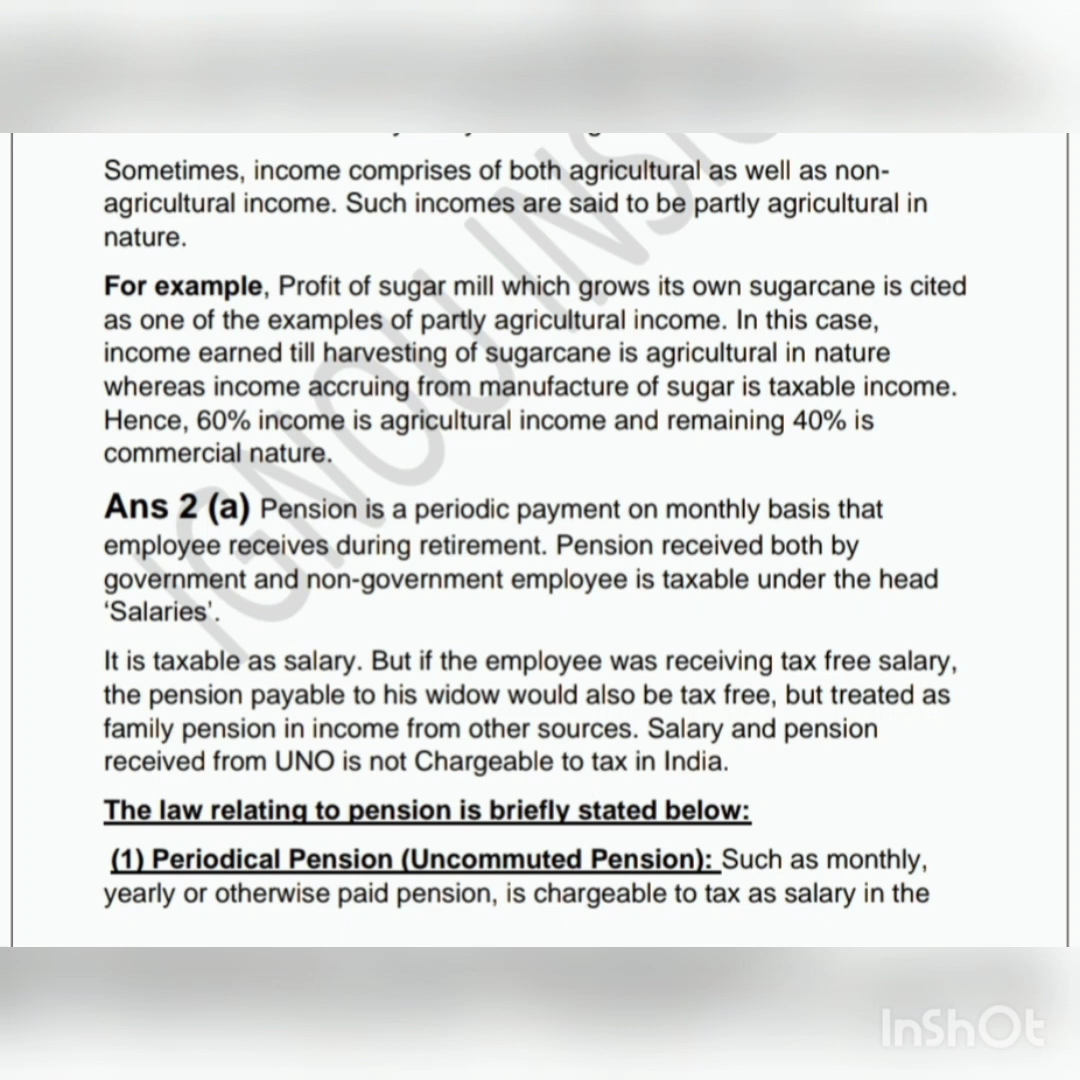 Sometimes, income comprises of both agricultural as well as non-
agricultural income. Such incomes are said to be partly agricultural in
nature.
For example, Profit of sugar mill which grows its own sugarcane is cited
as one of the examples of partly agricultural income. In this case,
income earned till harvesting of sugarcane is agricultural in nature
whereas income accruing from manufacture of sugar is taxable income.
Hence, 60% income is agricultural income and remaining 40% is
commercial nature.
Ans 2 (a) Pension is a periodic payment on monthly basis that
employee receives during retirement. Pension received both by
government and non-government employee is taxable under the head
‘Salaries’.
It is taxable as salary. But if the employee was receiving tax free salary,
the pension payable to his widow would also be tax free, but treated as
family pension in income from other sources. Salary and pension
received from UNO is not Chargeable to tax in India.
The law relating to pension is briefly stated below:
(1) Periodical Pension (Uncommuted Pension): Such as monthly,
yearly or otherwise paid pension, is chargeable to tax as salary in the
IGNOU
InShOt